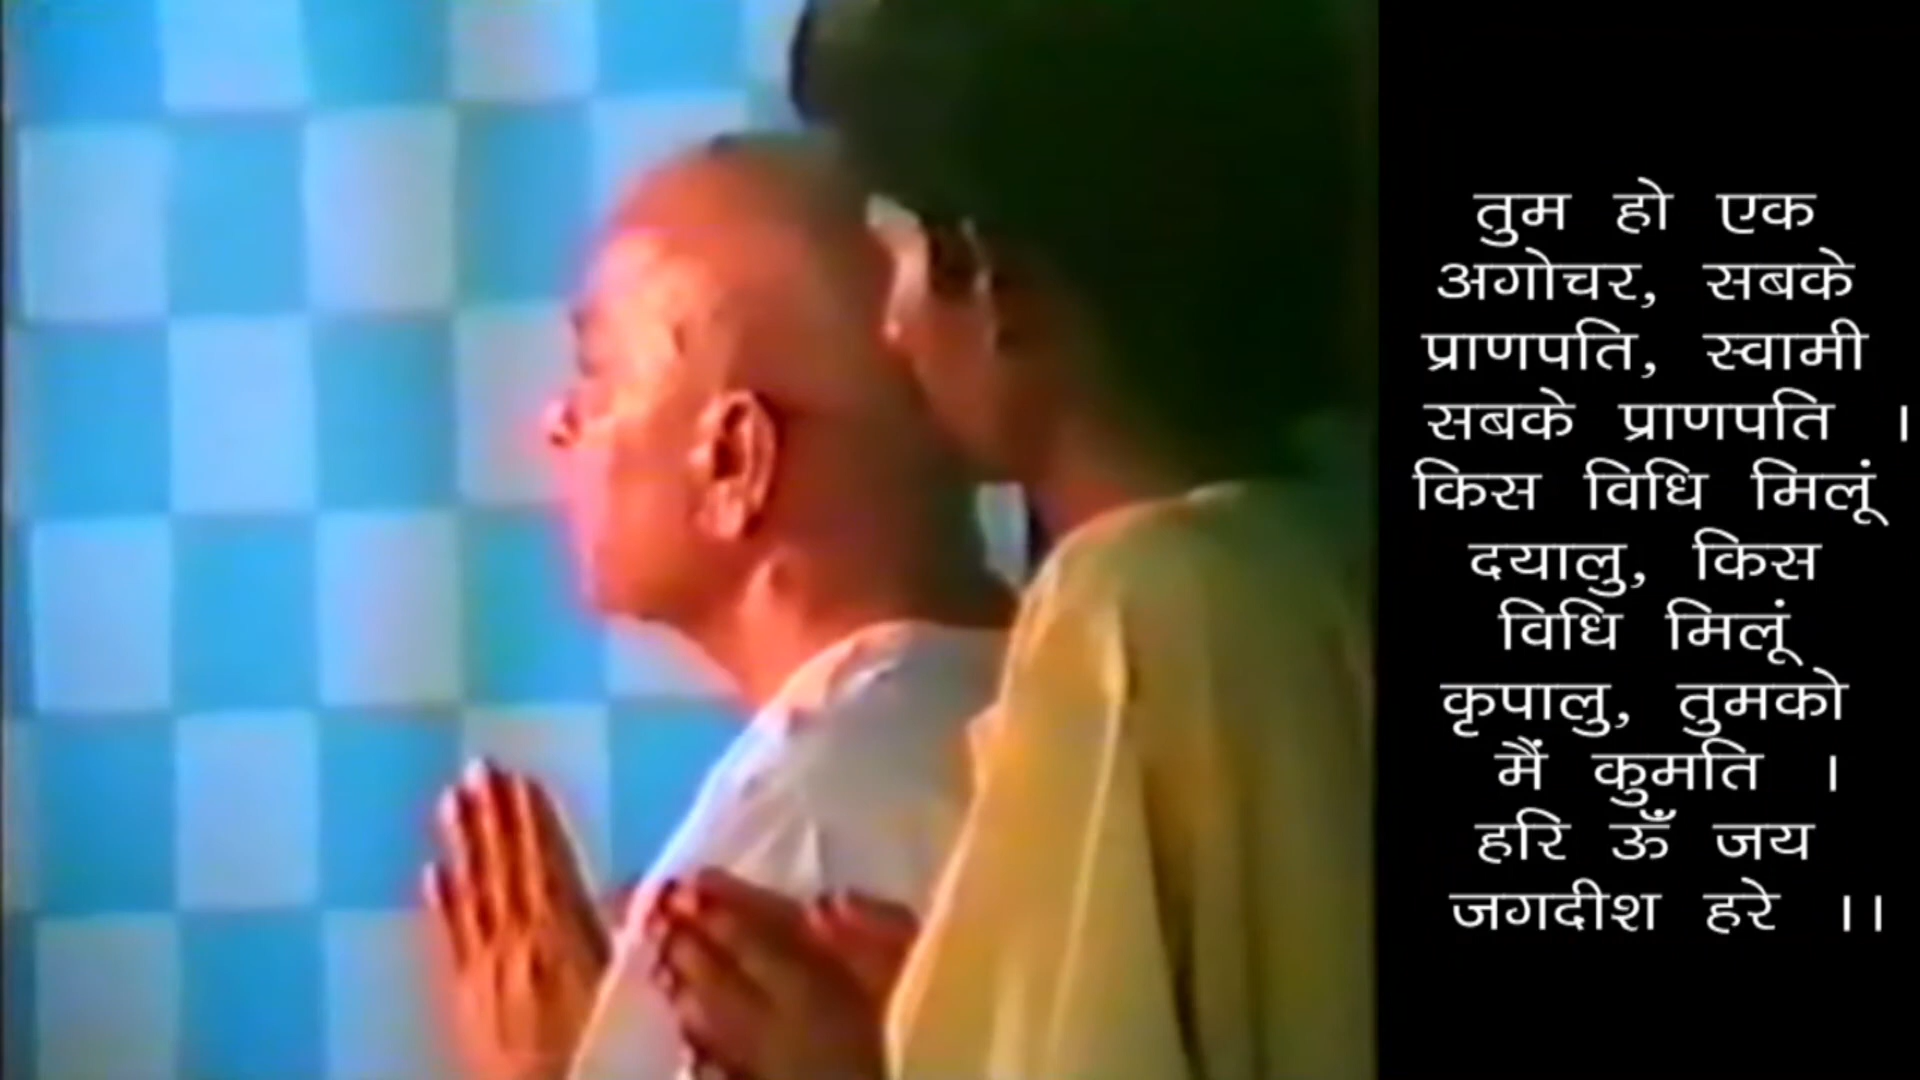 तुम हो एक
अगोचर, सबके
प्राणपति, स्वामी
सबके प्राणपति ।
किस विधि मिलूं
दयालु, किस
विधि मिलूं
कृपालु, तुमको
मैं कुमति ।
हरि ऊँ जय
जगदीश हरे ।।